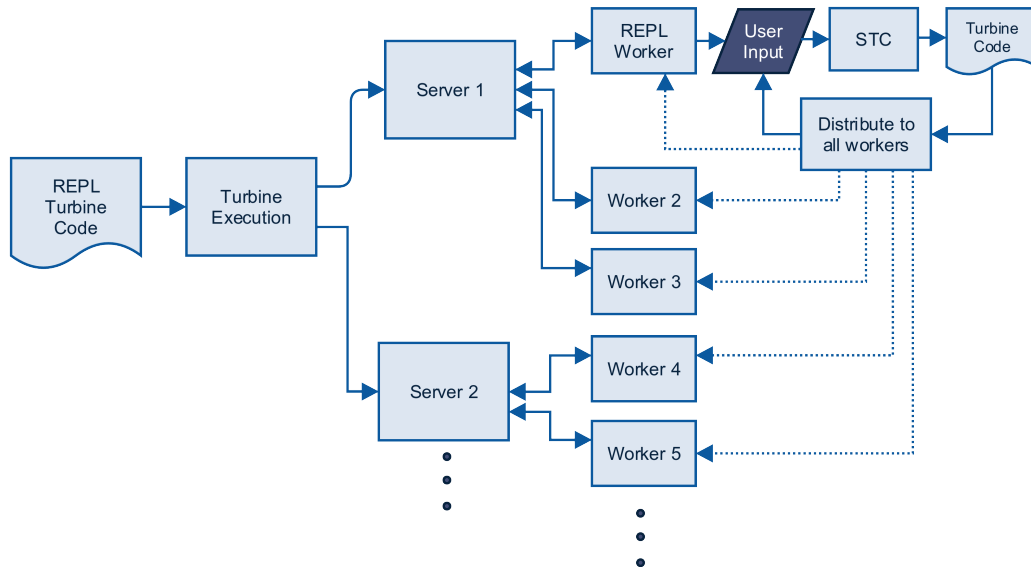 REPL
Worker
User
Input
STC
Turbine
Code
Server 1
Distribute to
all workers
REPL
Turbine
Code
Turbine
Execution
Worker 2
Worker 3
Worker 4
Server 2
Worker 5